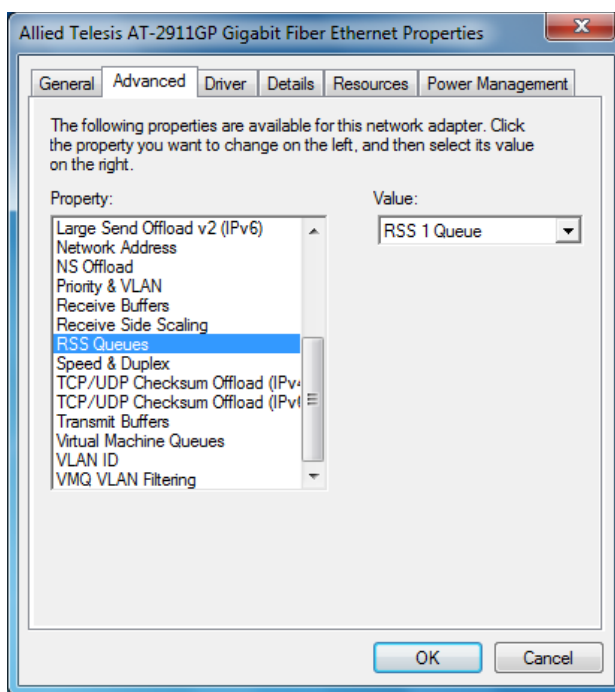 Allied Telesis AT-2911GP Gigabit Fiber Ethernet Properties
General Advanced Driver Details Resources Power Management
The following properties are available for this network adapter. Click
the property you want to change on the left, and then select its value
on the right.
Property:
Value:
Large Send Offload v2 (IPv6)
Network Address
NS Offload
Priority & VLAN
Receive Buffers
Receive Side Scaling
RSS Queues
Speed & Duplex
TCP/UDP Checksum Offload (IPv4
TCP/UDP Checksum Offload (IPv6
Transmit Buffers
Virtual Machine Queues
VLAN ID
VMQ VLAN Filtering
RSS 1 Queue
OK Cancel